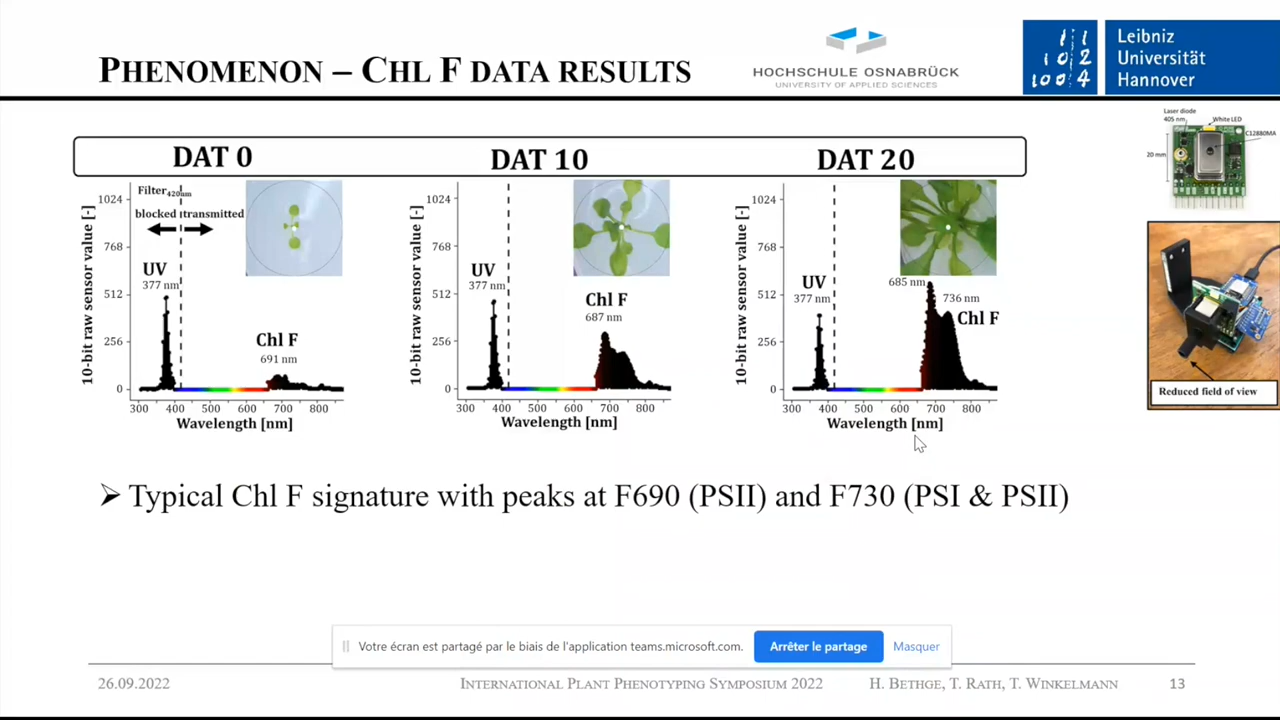 PHENOMENON – CHL F DATA RESULTS
HOCHSCHULE OSNABRÜCK
UNIVERSITY OF APPLIED SCIENCES
Leibniz
Universität
Hannover
DAT 0
DAT 10
DAT 20
10-bit raw sensor value [-]
1024
768
512
256
0
Filter420nm
blocked transmitted
UV
377 nm
Chl F
691 nm
300 400 500 600 700 800
Wavelength [nm]
10-bit raw sensor value [-]
1024
768
512
256
0
UV
377 nm
Chl F
687 nm
300 400 500 600 700 800
Wavelength [nm]
10-bit raw sensor value [-]
1024
768
512
256
0
UV
377 nm
685 nm
736 nm
Chl F
300 400 500 600 700 800
Wavelength [nm]
Laser diode
405 nm
White LED
C12880MA
20 mm
Reduced field of view
➢ Typical Chl F signature with peaks at F690 (PSII) and F730 (PSI & PSII)
Votre écran est partagé par le biais de l'application teams.microsoft.com.
Arrêter le partage
Masquer
26.09.2022
INTERNATIONAL PLANT PHENOTYPING SYMPOSIUM 2022
H. BETHGE, T. RATH, T. WINKELMANN
13